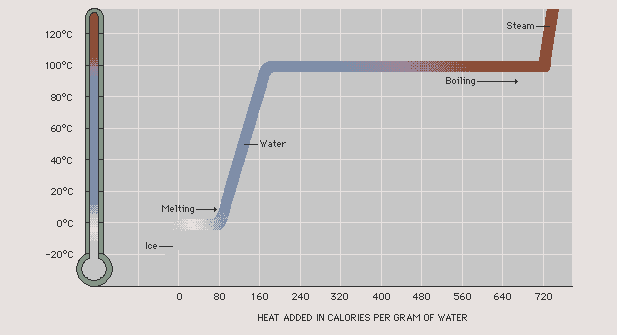 120°C
Steam
100°C
Boiling
80°C
60°C
Water
40°C
20°C
Melting
0°C
Ice
-20°C
0 80 160 240 320 400 480 560 640 720
HEAT ADDED IN CALORIES PER GRAM OF WATER